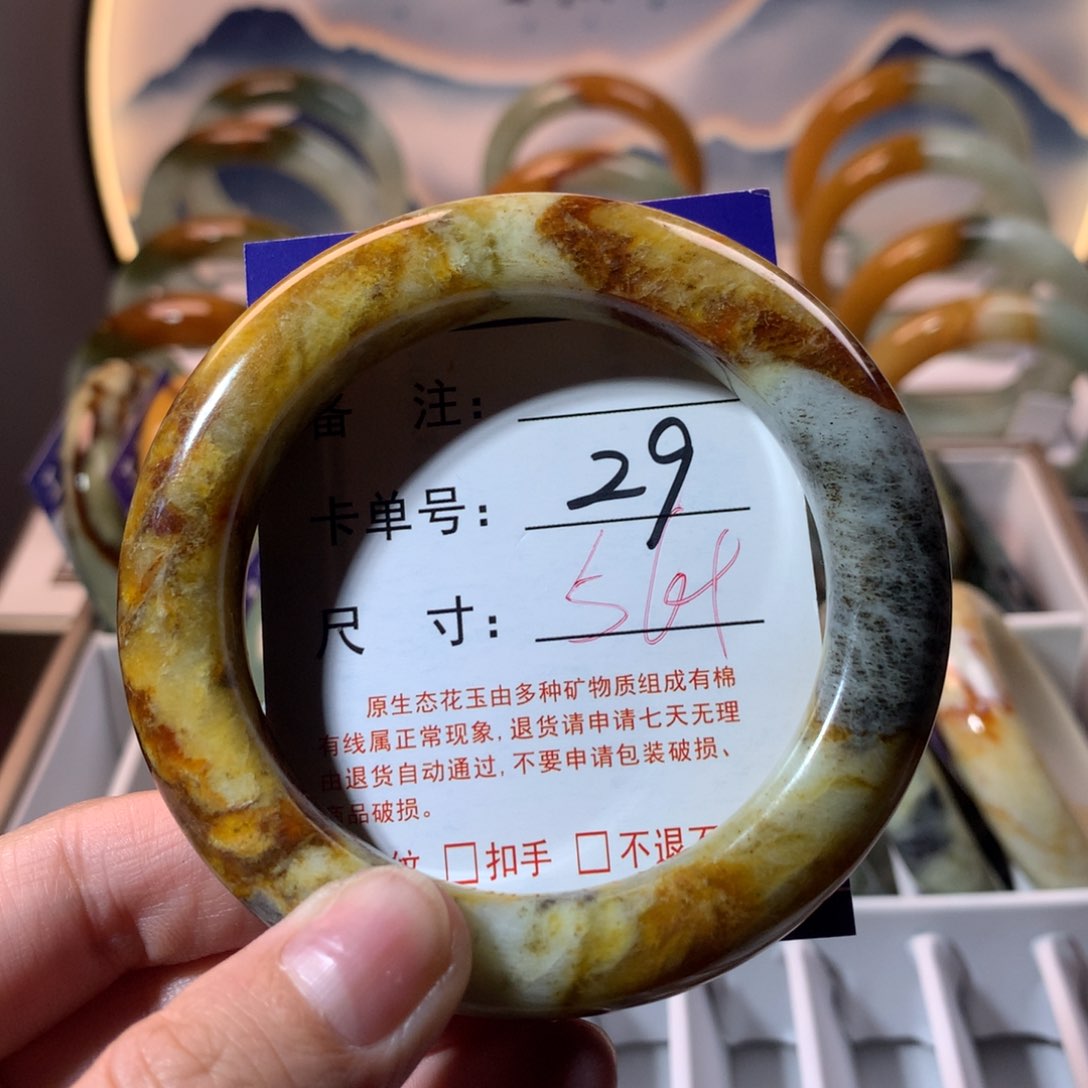 备 注：
卡单号：29
尺 寸：
原生态花玉由多种矿物质组成有棉
有线属正常现象,退货请申请七天无理
由退货自动通过,不要申请包装破损、
商品破损。
纹 □扣手 □不退不